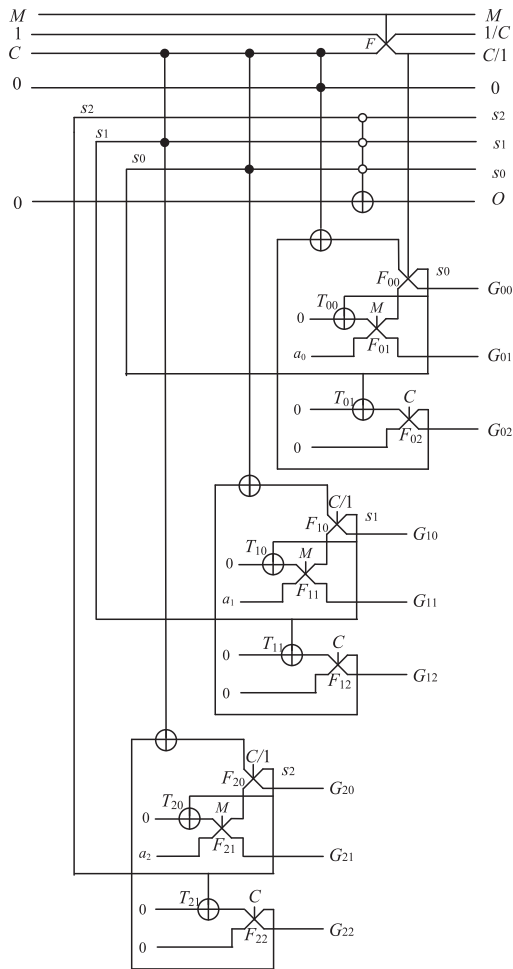 M M
1 F 1/C
C C/1
0 0
s2 s2
s1 s1
s0 s0
0 O
F00 s0
G00
T00 M
0
F01
a0 G01
T01 C
0
F02 G02
0
C/1
F10 s1
G10
T10 M
0
F11
a1 G11
T11 C
0
F12 G12
0
C/1
F20 s2
G20
T20 M
0
F21
a2 G21
T21 C
0
F22 G22
0